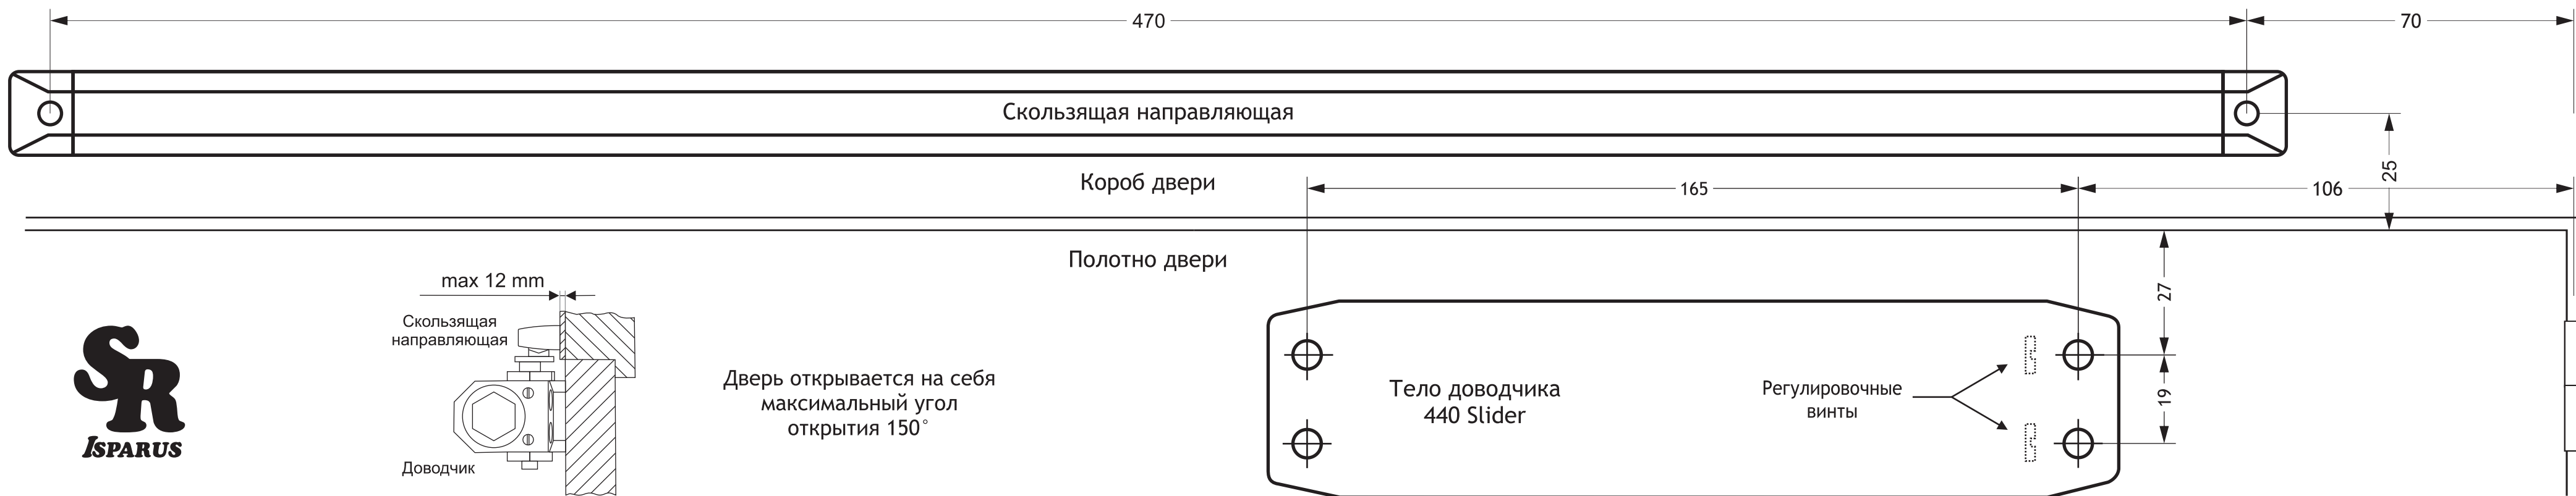 470
70
Скользящая направляющая
25
Короб двери
165
106
Полотно двери
max 12 mm
Скользящая
направляющая
Доводчик
SR
ISPARUS
Дверь открывается на себя
максимальный угол
открытия 150°
Тело доводчика
440 Slider
Регулировочные
винты
27
19